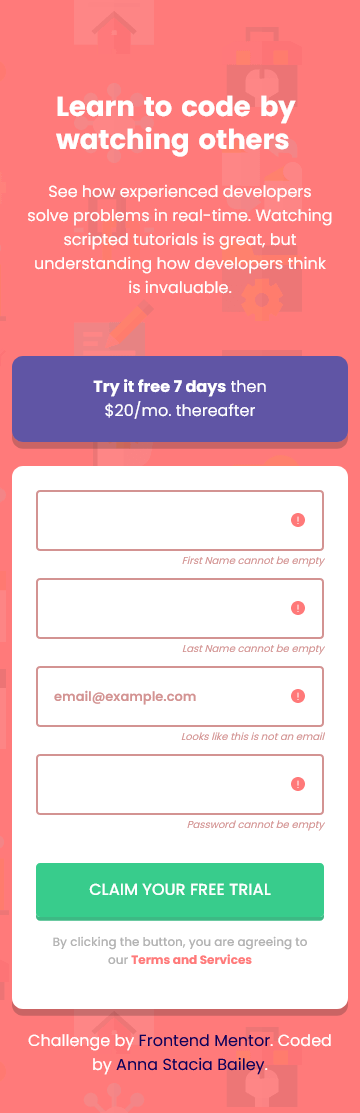 Learn to code by
watching others
See how experienced developers
solve problems in real-time. Watching
scripted tutorials is great, but
understanding how developers think
is invaluable.
Try it free 7 days then
$20/mo. thereafter
First Name cannot be empty
Last Name cannot be empty
email@example.com
Looks like this is not an email
Password cannot be empty
CLAIM YOUR FREE TRIAL
By clicking the button, you are agreeing to
our Terms and Services
Challenge by Frontend Mentor. Coded
by Anna Stacia Bailey.